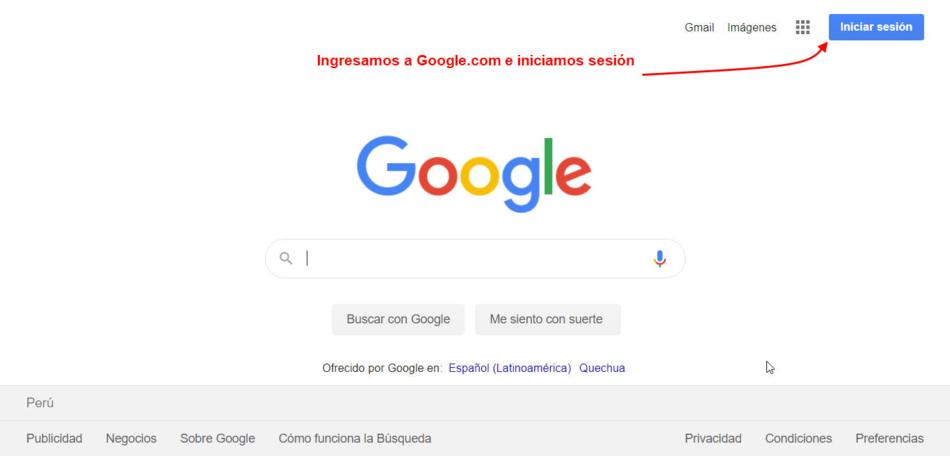 Gmail Imágenes Iniciar sesión
Ingresamos a Google.com e iniciamos sesión
Google
Buscar con Google Me siento con suerte
Ofrecido por Google en: Español (Latinoamérica) Quechua
Perú
Publicidad Negocios Sobre Google Cómo funciona la Búsqueda Privacidad Condiciones Preferencias